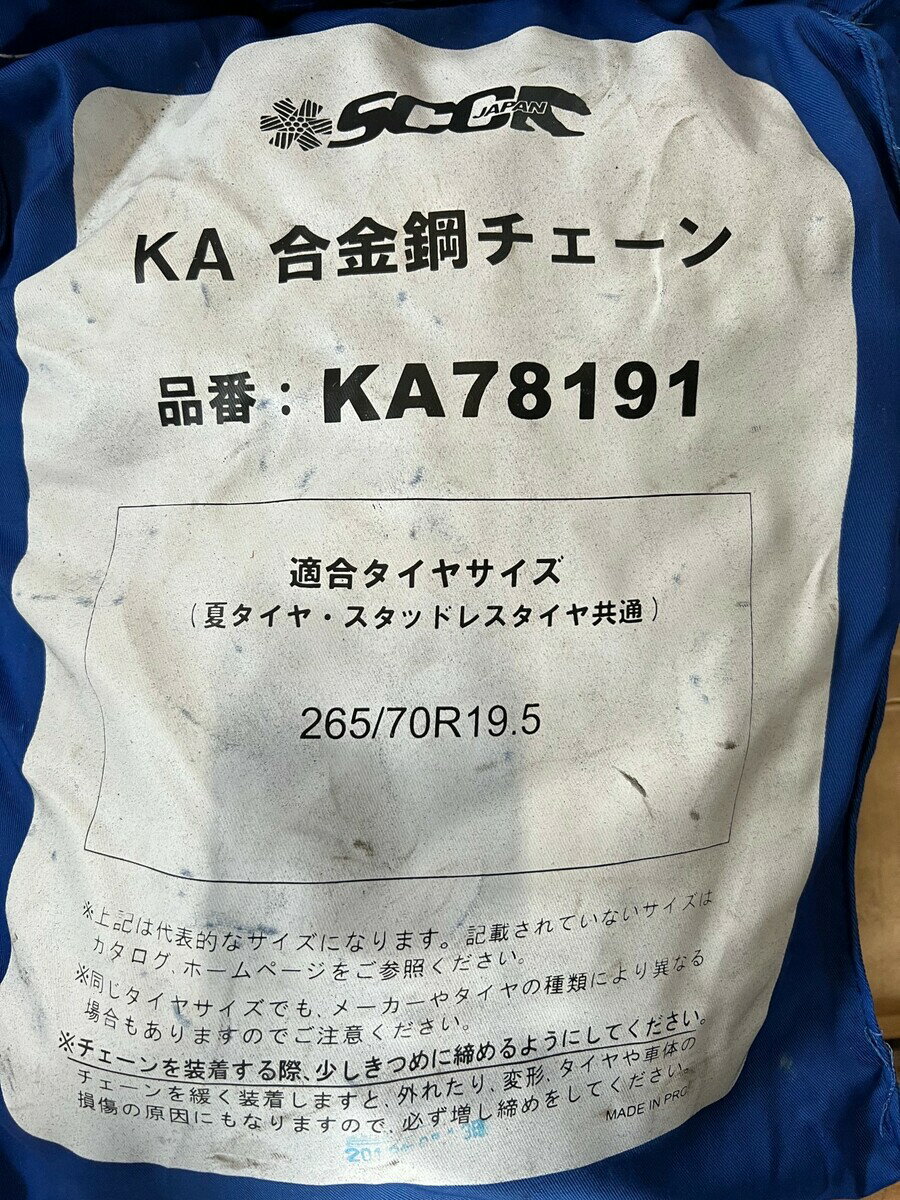 SCCR JAPAN
KA 合金鋼チェーン
品番：KA78191
適合タイヤサイズ
（夏タイヤ・スタッドレスタイヤ共通）
265/70R19.5
※上記は代表的なサイズになります。記載されていないサイズは
カタログ、ホームページをご参照ください。
※同じタイヤサイズでも、メーカーやタイヤの種類により異なる
場合もありますのでご注意ください。
※チェーンを装着する際、少しきつめに締めるようにしてください。
チェーンを緩く装着しますと、外れたり、変形、タイヤや車体の
損傷の原因にもなりますので、必ず増し締めをしてください。
MADE IN PRC